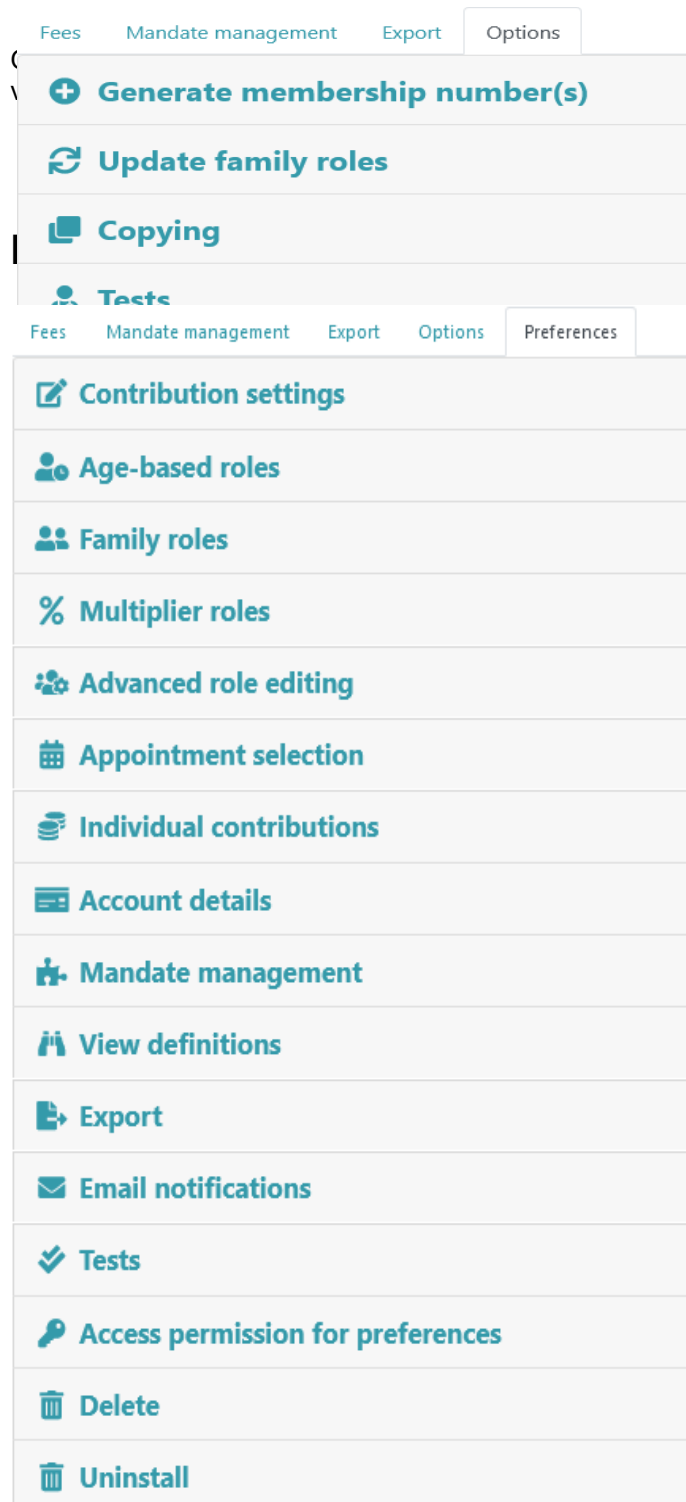 Fees Mandate management Export Options
Generate membership number(s)
Update family roles
Copying
Tests
Fees Mandate management Export Options Preferences
Contribution settings
Age-based roles
Family roles
Multiplier roles
Advanced role editing
Appointment selection
Individual contributions
Account details
Mandate management
View definitions
Export
Email notifications
Tests
Access permission for preferences
Delete
Uninstall